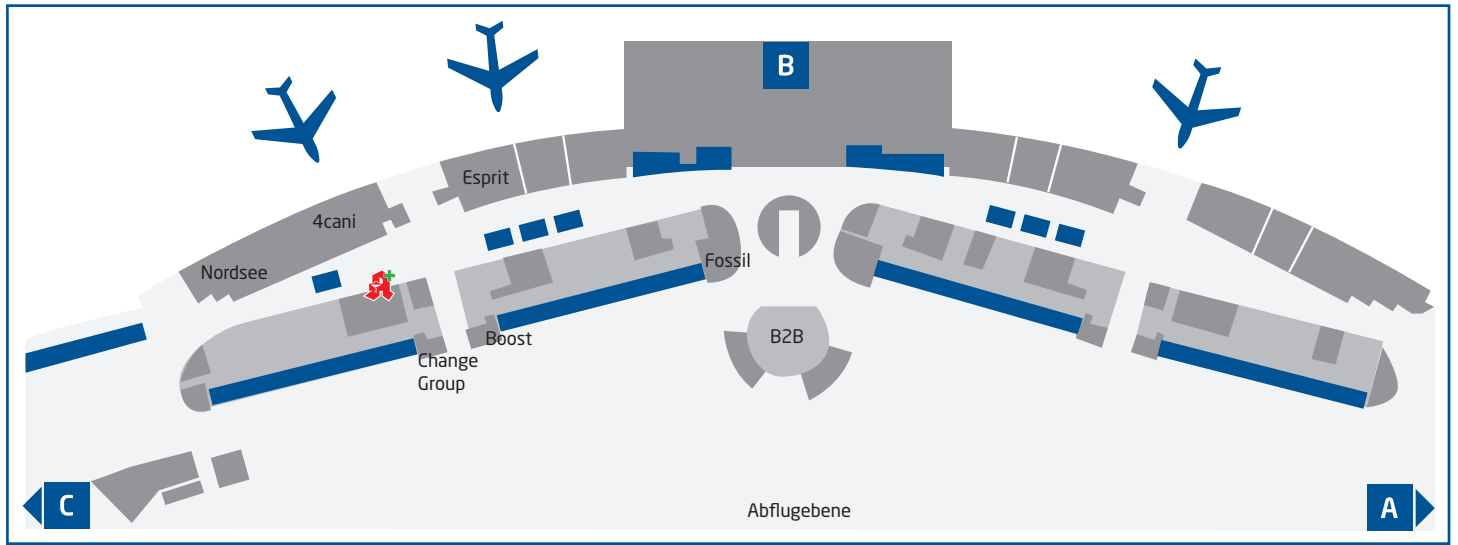 B
Esprit
4cani
Nordsee
Fossil
Boost
B2B
Change
Group
C
A
Abflugebene